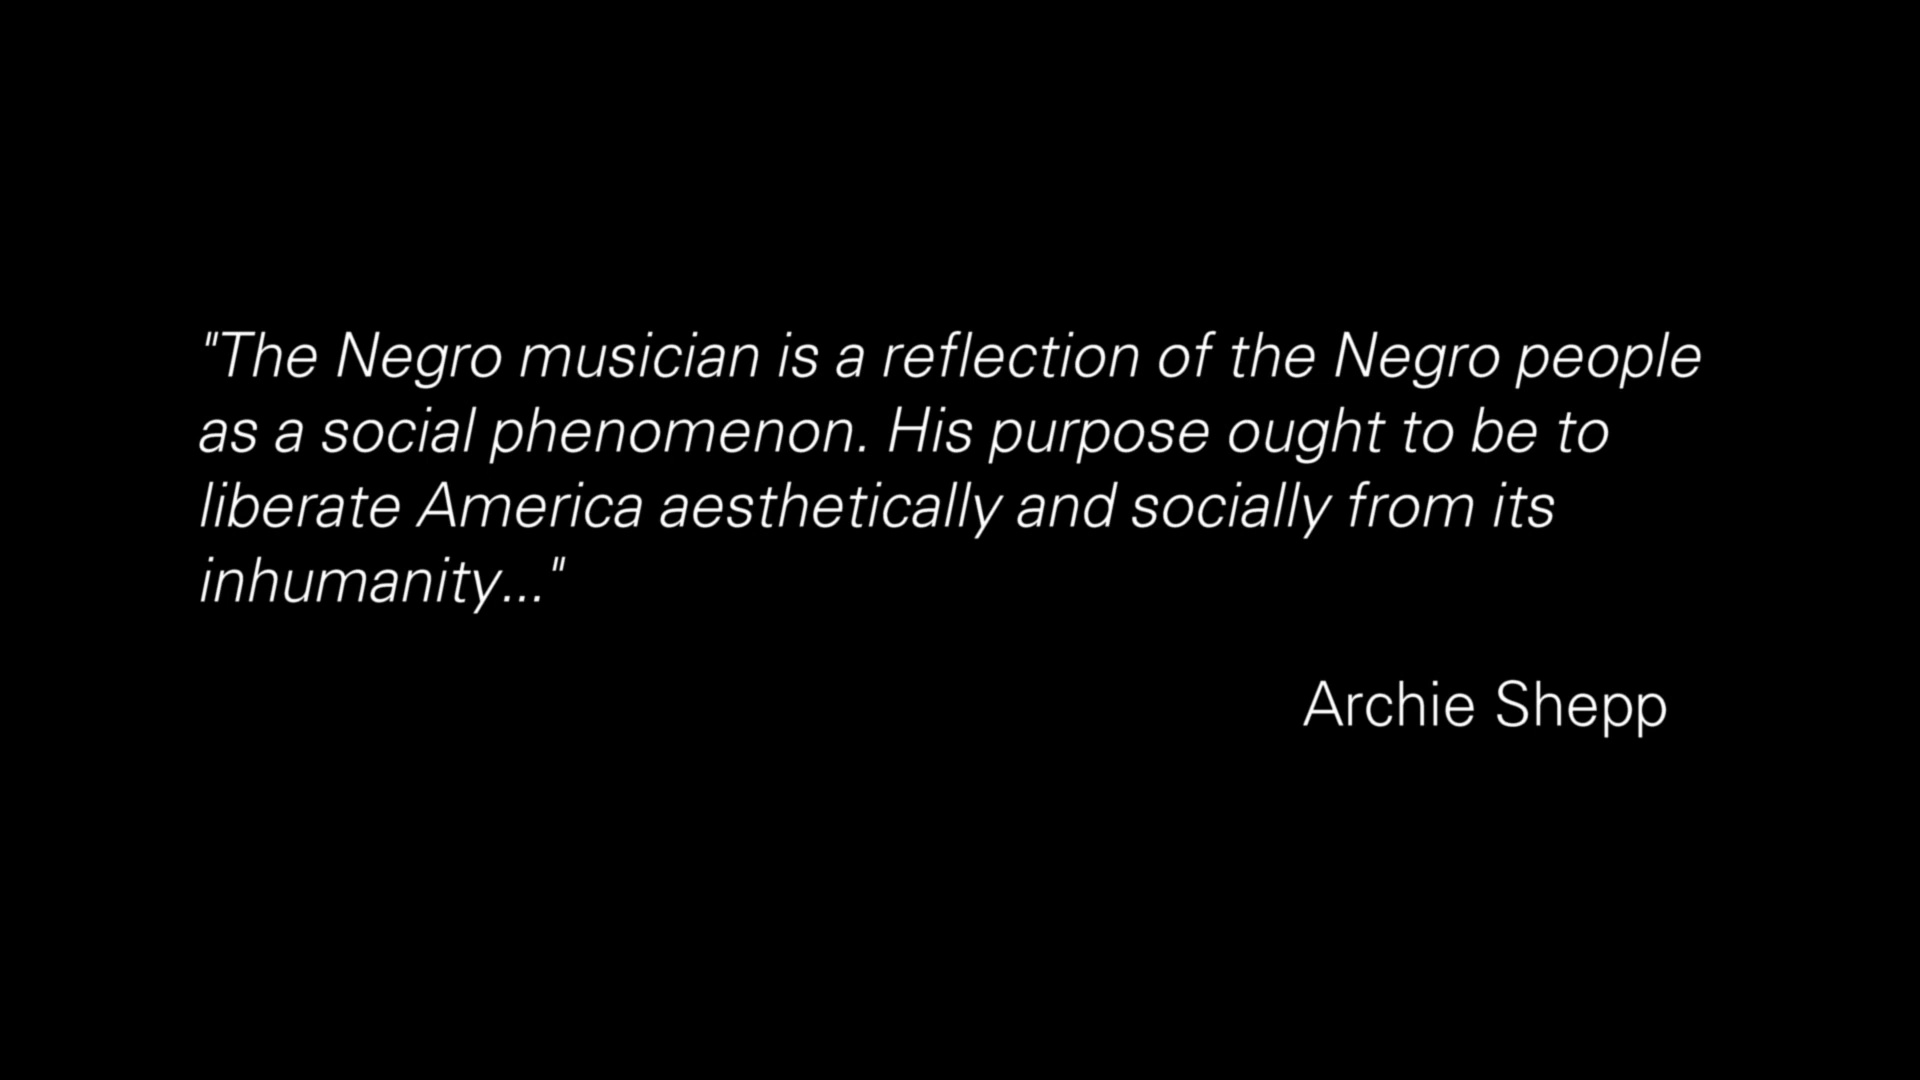 "The Negro musician is a reflection of the Negro people
as a social phenomenon. His purpose ought to be to
liberate America aesthetically and socially from its
inhumanity..."
Archie Shepp